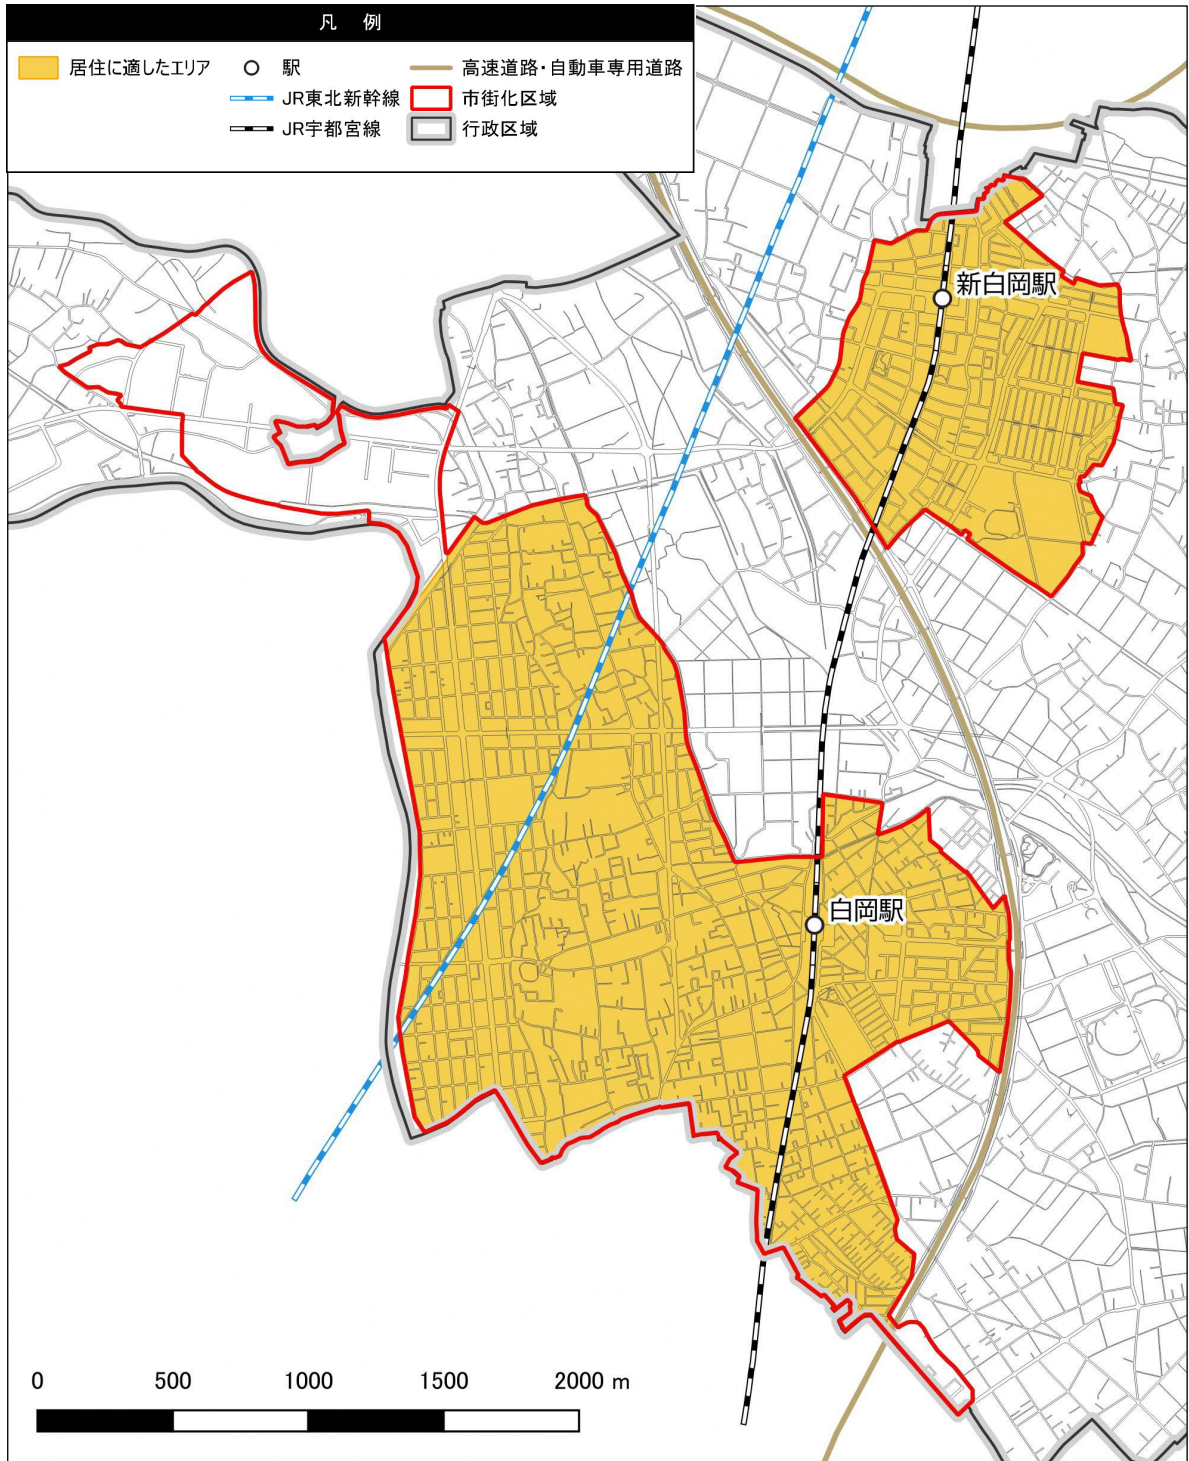 凡 例
居住に適したエリア
駅
高速道路・自動車専用道路
JR東北新幹線
市街化区域
JR宇都宮線
行政区域
新白岡駅
白岡駅
0 500 1000 1500 2000 m